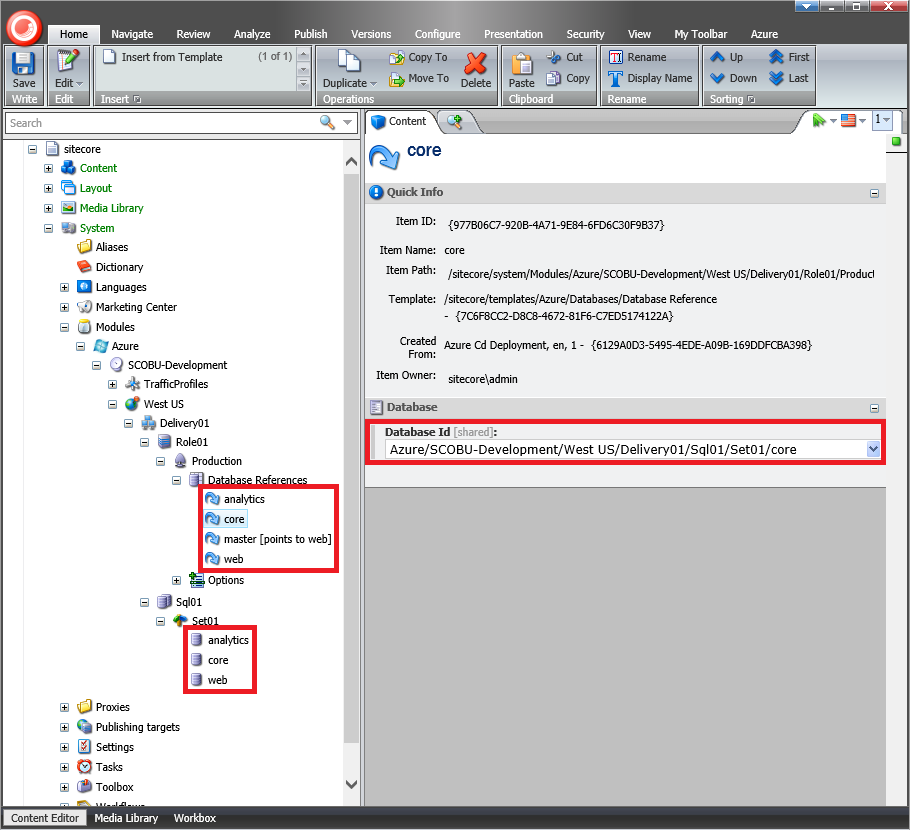 Home Navigate Review Analyze Publish Versions Configure Presentation Security View My Toolbar Azure
Save
Write
Edit
Edit
Insert from Template (1 of 1)
Insert
Duplicate
Copy To
Move To
Delete
Operations
Paste
Cut
Copy
Clipboard
Rename
Display Name
Rename
Up
Down
First
Last
Sorting
Search
sitecore
Content
Layout
Media Library
System
Aliases
Dictionary
Languages
Marketing Center
Modules
Azure
SCOBU-Development
TrafficProfiles
West US
Delivery01
Role01
Production
Database References
analytics
core
master [points to web]
web
Options
Sql01
Set01
analytics
core
web
Proxies
Publishing targets
Settings
Tasks
Toolbox
Workflows
Content
1
core
Quick Info
Item ID: {977B06C7-920B-4A71-9E84-6FD6C30F9B37}
Item Name: core
Item Path: /sitecore/system/Modules/Azure/SCOBU-Development/West US/Delivery01/Role01/Product
Template: /sitecore/templates/Azure/Databases/Database Reference
- {7C6F8CC2-D8C8-4672-81F6-C7ED5174122A}
Created From: Azure Cd Deployment, en, 1 - {6129A0D3-5495-4EDE-A09B-169DDFCBA398}
Item Owner: sitecore\admin
Database
Database Id [shared]:
Azure/SCOBU-Development/West US/Delivery01/Sql01/Set01/core
Content Editor Media Library Workbox